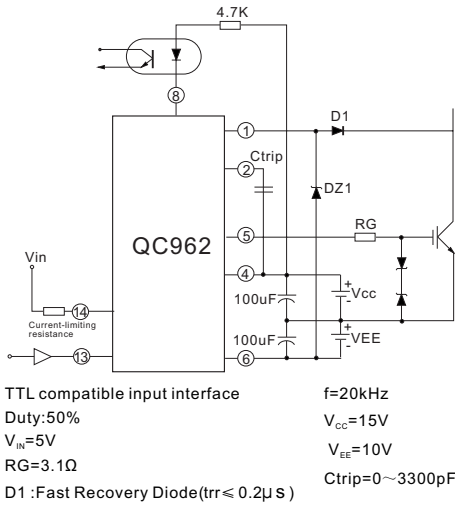 4.7K
8
1
D1
2
Ctrip
DZ1
5
RG
QC962
Vin
4
+
Vcc
-
100uF
14
Current-limiting
resistance
100uF
+
VEE
-
13
6
TTL compatible input interface
Duty:50%
VIN=5V
RG=3.1Ω
D1 :Fast Recovery Diode(trr≤ 0.2μs)
f=20kHz
VCC=15V
VEE=10V
Ctrip=0～3300pF